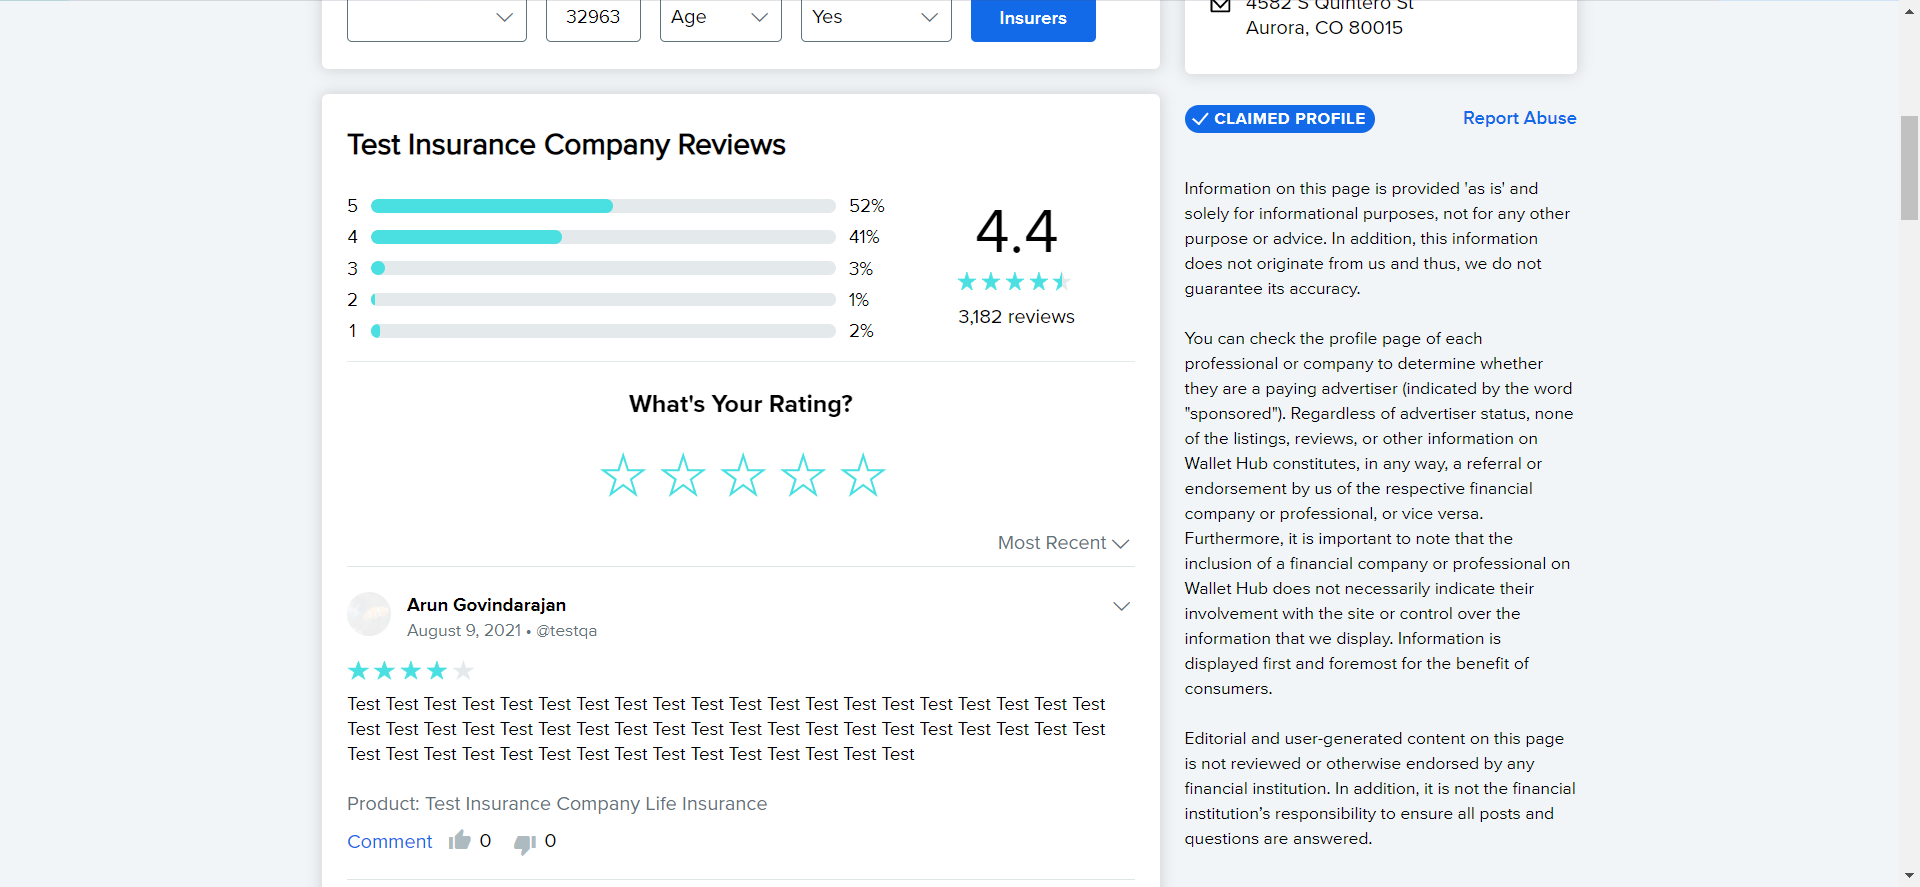 32963
Age
Yes
Insurers
4582 S Quintero St
Aurora, CO 80015
Test Insurance Company Reviews
5 52%
4 41%
3 3%
2 1%
1 2%
4.4
3,182 reviews
What's Your Rating?
Most Recent
Arun Govindarajan
August 9, 2021 • @testqa
Test Test Test Test Test Test Test Test Test Test Test Test Test Test Test Test Test Test Test Test
Test Test Test Test Test Test Test Test Test Test Test Test Test Test Test Test Test Test Test Test
Test Test Test Test Test Test Test Test Test Test Test Test Test Test Test
Product: Test Insurance Company Life Insurance
Comment 0 0
CLAIMED PROFILE
Report Abuse
Information on this page is provided 'as is' and
solely for informational purposes, not for any other
purpose or advice. In addition, this information
does not originate from us and thus, we do not
guarantee its accuracy.
You can check the profile page of each
professional or company to determine whether
they are a paying advertiser (indicated by the word
"sponsored"). Regardless of advertiser status, none
of the listings, reviews, or other information on
Wallet Hub constitutes, in any way, a referral or
endorsement by us of the respective financial
company or professional, or vice versa.
Furthermore, it is important to note that the
inclusion of a financial company or professional on
Wallet Hub does not necessarily indicate their
involvement with the site or control over the
information that we display. Information is
displayed first and foremost for the benefit of
consumers.
Editorial and user-generated content on this page
is not reviewed or otherwise endorsed by any
financial institution. In addition, it is not the financial
institution’s responsibility to ensure all posts and
questions are answered.